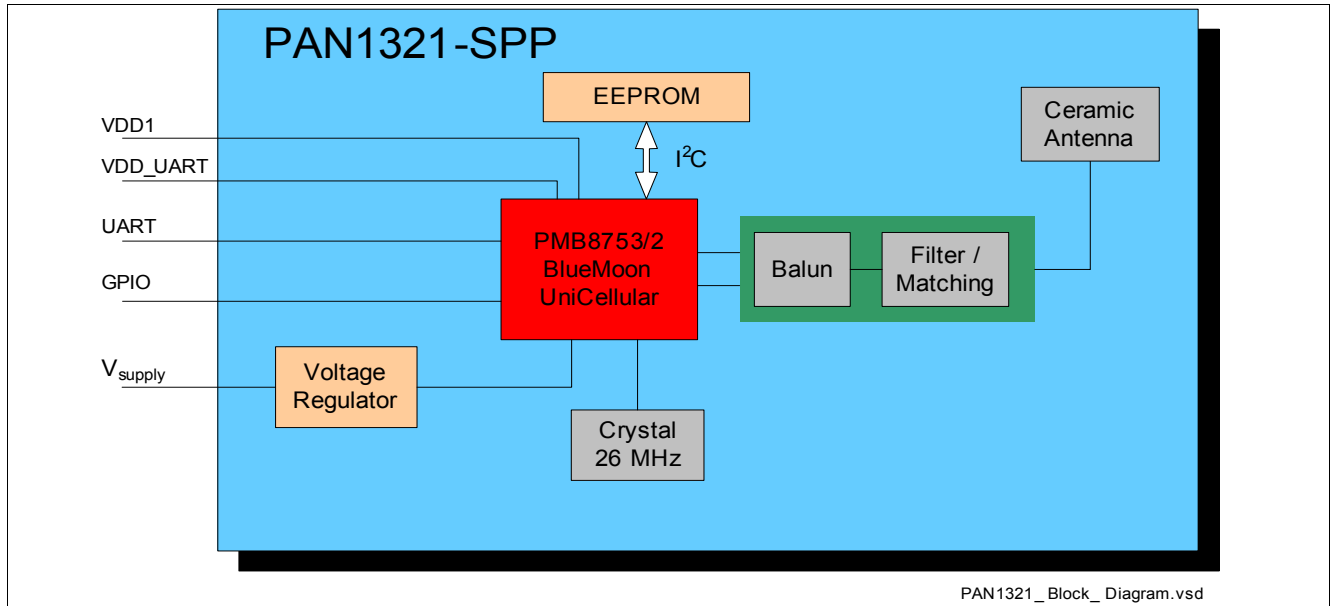 PAN1321-SPP
EEPROM
Ceramic
Antenna
VDD1
I²C
VDD_UART
UART
PMB8753/2
BlueMoon
UniCellular
Balun
Filter /
Matching
GPIO
Vsupply
Voltage
Regulator
Crystal
26 MHz
PAN1321_ Block_ Diagram.vsd